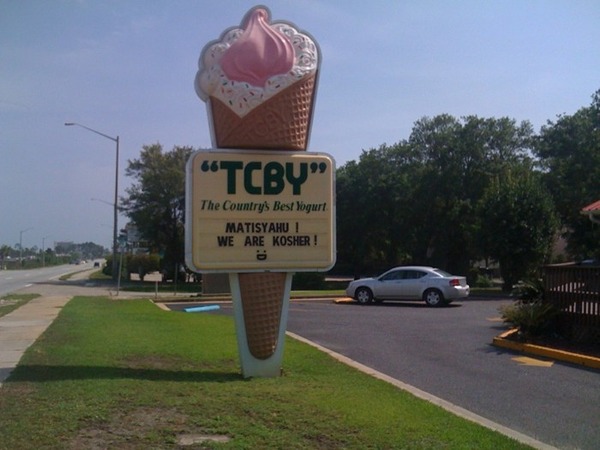 "TCBY"
The Country's Best Yogurt.
MATISYAHU !
WE ARE KOSHER !
:D